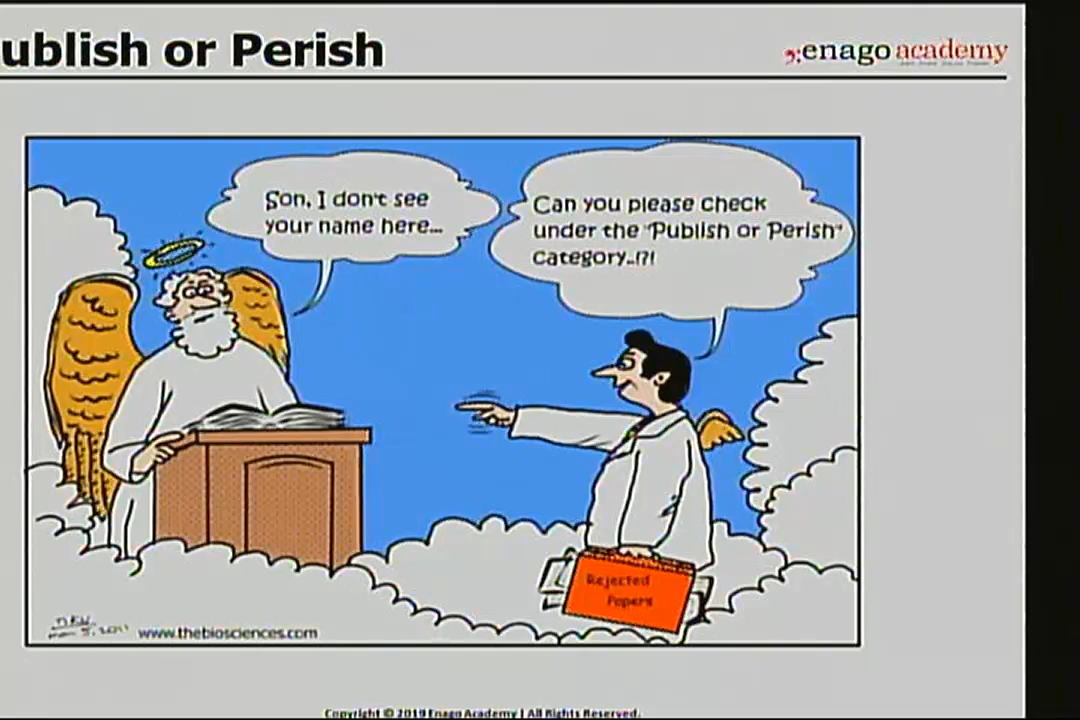 ublish or Perish
enago academy
Son, I don't see
your name here...
Can you please check
under the "Publish or Perish"
category..!?!
Rejected
Papers
www.thebiosciences.com
Copyright © 2019 Enago Academy | All Rights Reserved.